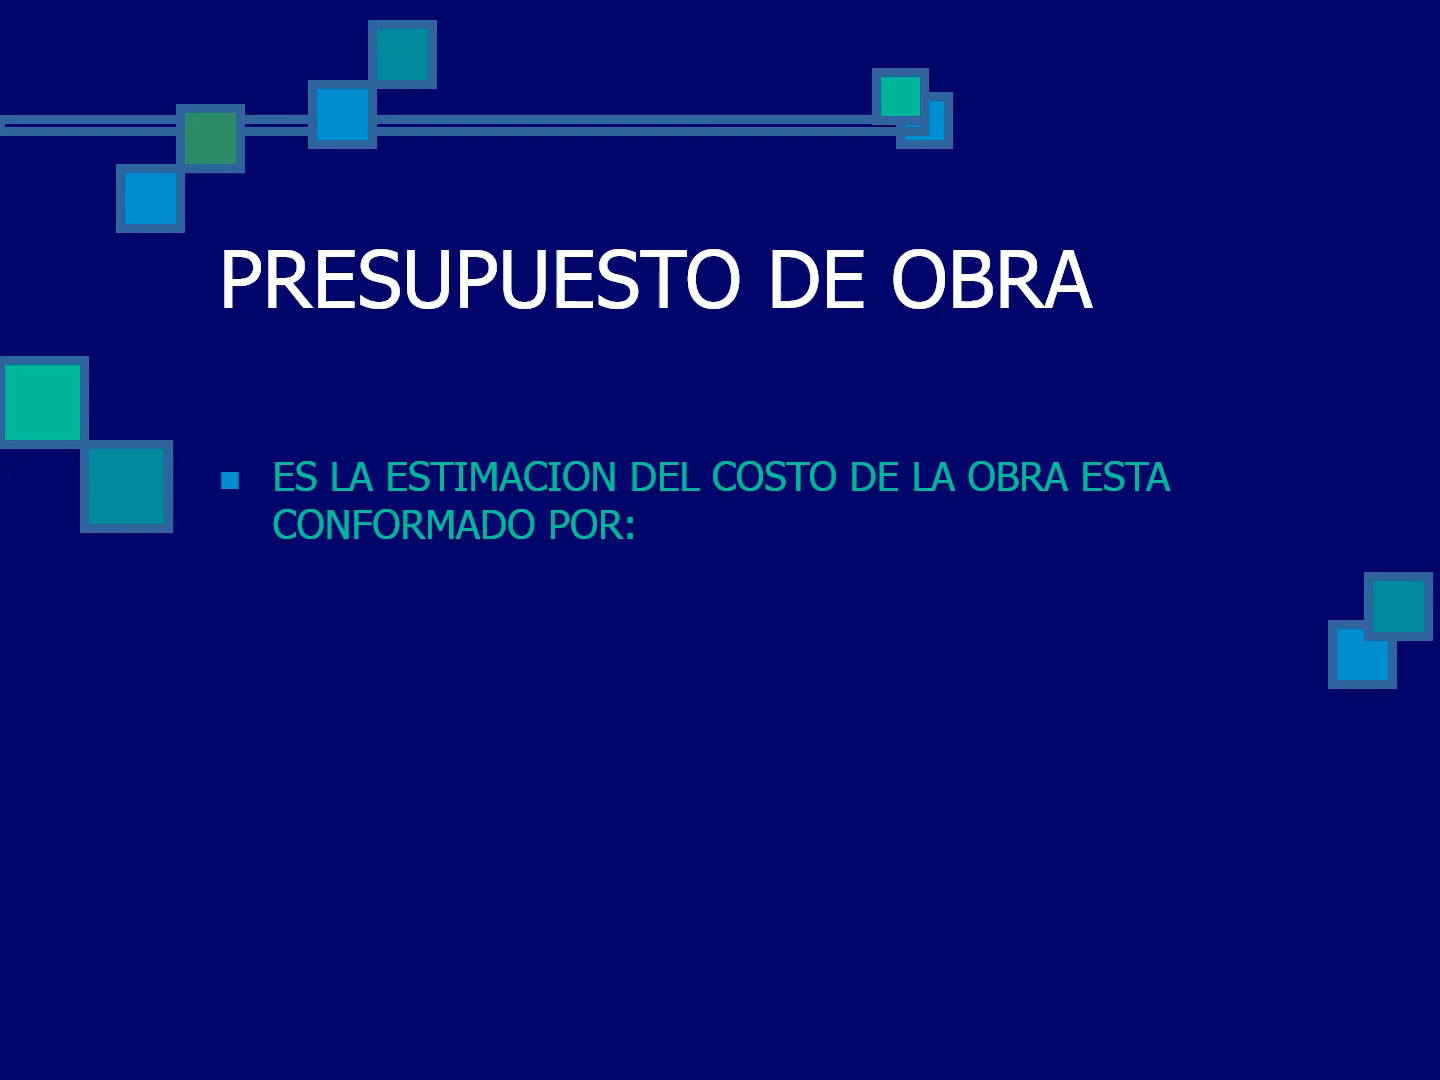 PRESUPUESTO DE OBRA
ES LA ESTIMACION DEL COSTO DE LA OBRA ESTA
CONFORMADO POR: